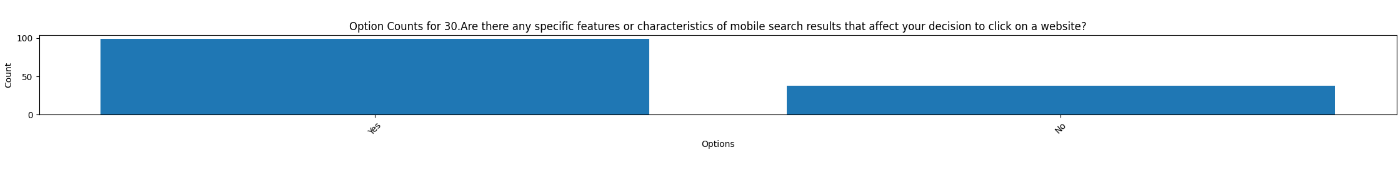 Option Counts for 30.Are there any specific features or characteristics of mobile search results that affect your decision to click on a website?
100
50
0
Count
Yes
No
Options